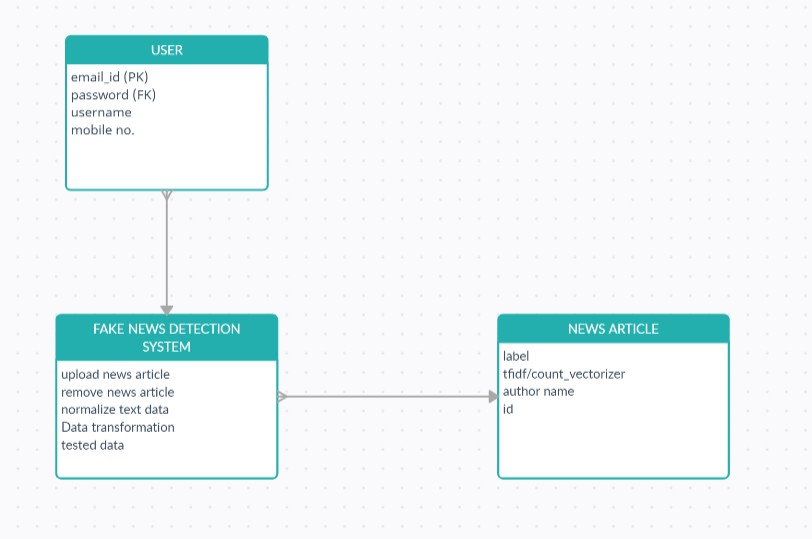 USER
email_id (PK)
password (FK)
username
mobile no.
FAKE NEWS DETECTION
SYSTEM
upload news article
remove news article
normalize text data
Data transformation
tested data
NEWS ARTICLE
label
tfidf/count_vectorizer
author name
id